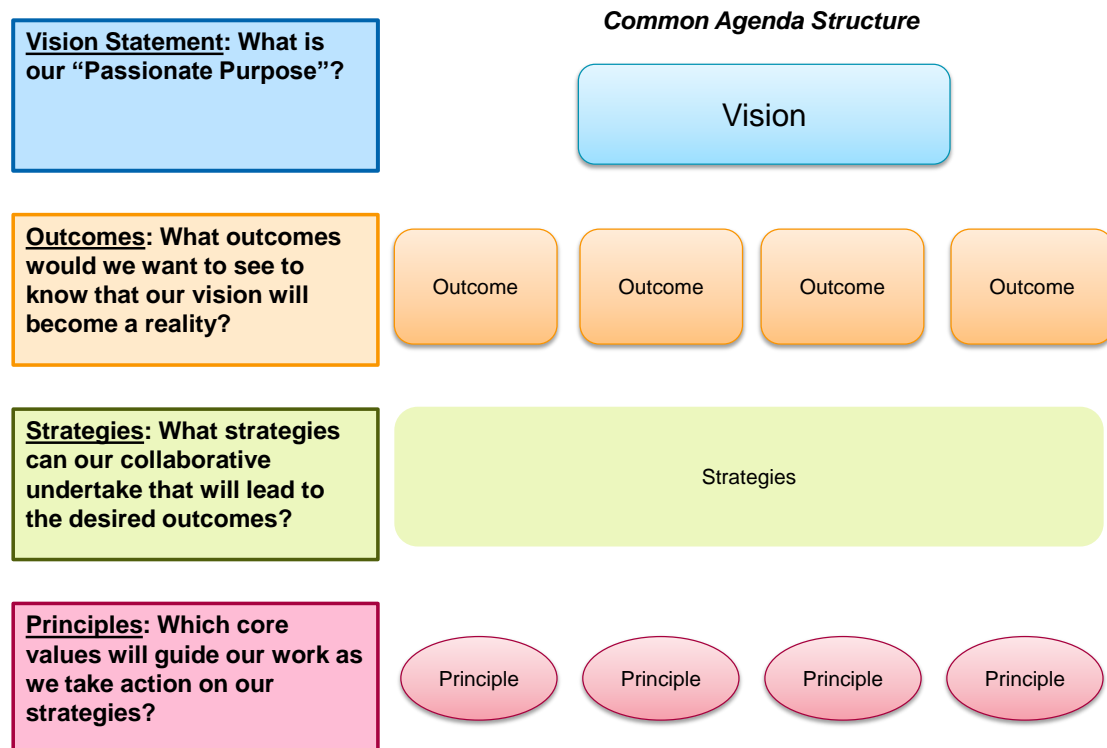 Common Agenda Structure
Vision Statement: What is
our “Passionate Purpose”?
Vision
Outcomes: What outcomes
would we want to see to
know that our vision will
become a reality?
Outcome
Outcome
Outcome
Outcome
Strategies: What strategies
can our collaborative
undertake that will lead to
the desired outcomes?
Strategies
Principles: Which core
values will guide our work as
we take action on our
strategies?
Principle
Principle
Principle
Principle